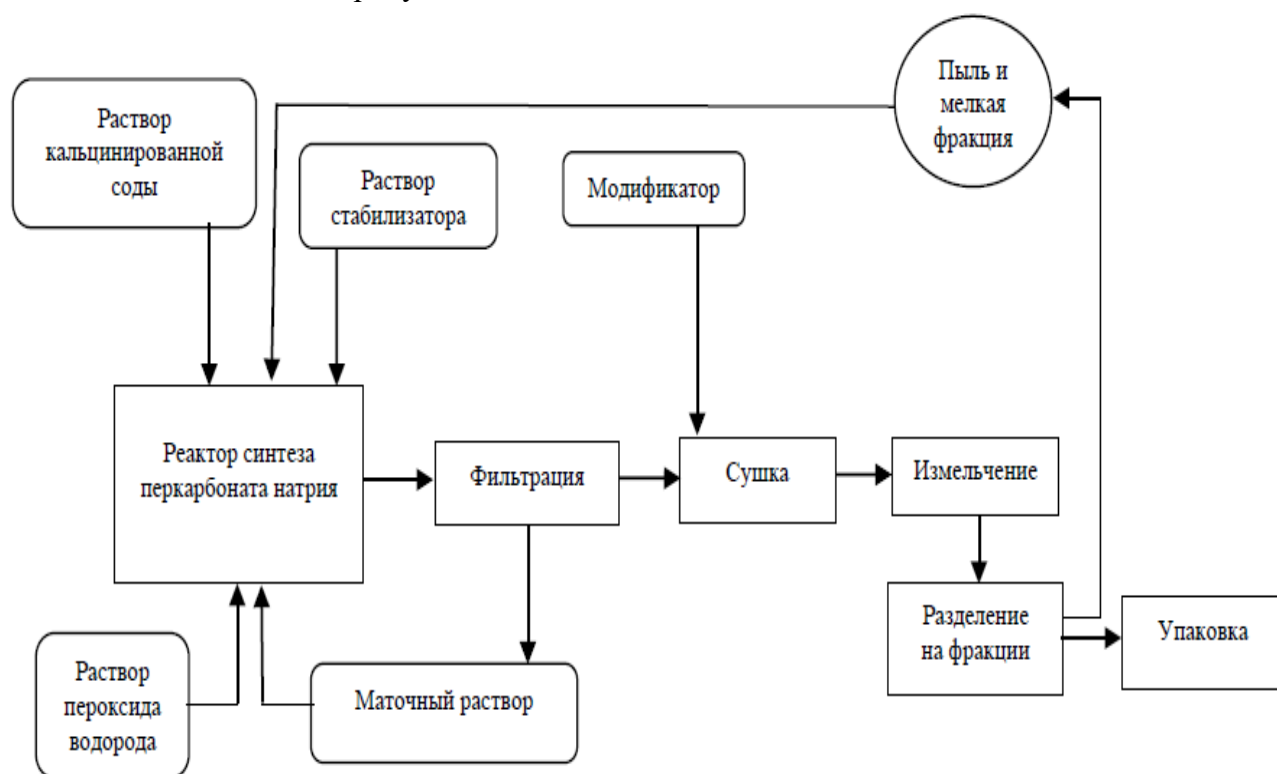 Пыль и
мелкая
фракция
Раствор
кальцинированной
соды
Раствор
стабилизатора
Модификатор
Реактор синтеза
перкарбоната натрия
Фильтрация
Сушка
Измельчение
Разделение
на фракции
Упаковка
Раствор
пероксида
водорода
Маточный раствор